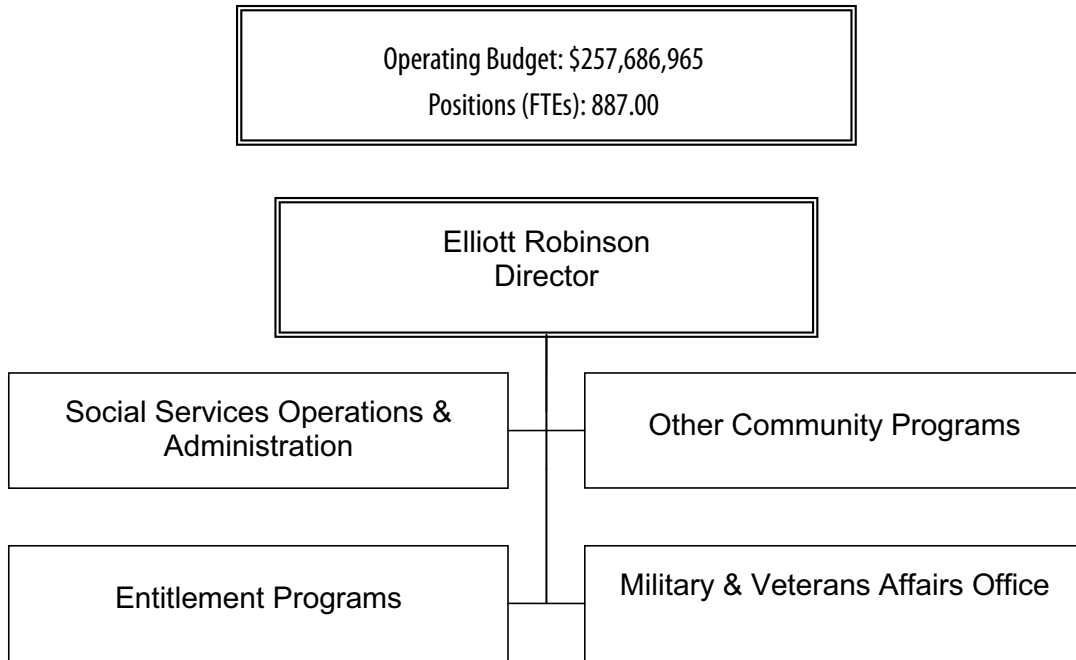 Operating Budget: $257,686,965
Positions (FTEs): 887.00
Elliott Robinson
Director
Social Services Operations &
Administration
Other Community Programs
Entitlement Programs
Military & Veterans Affairs Office